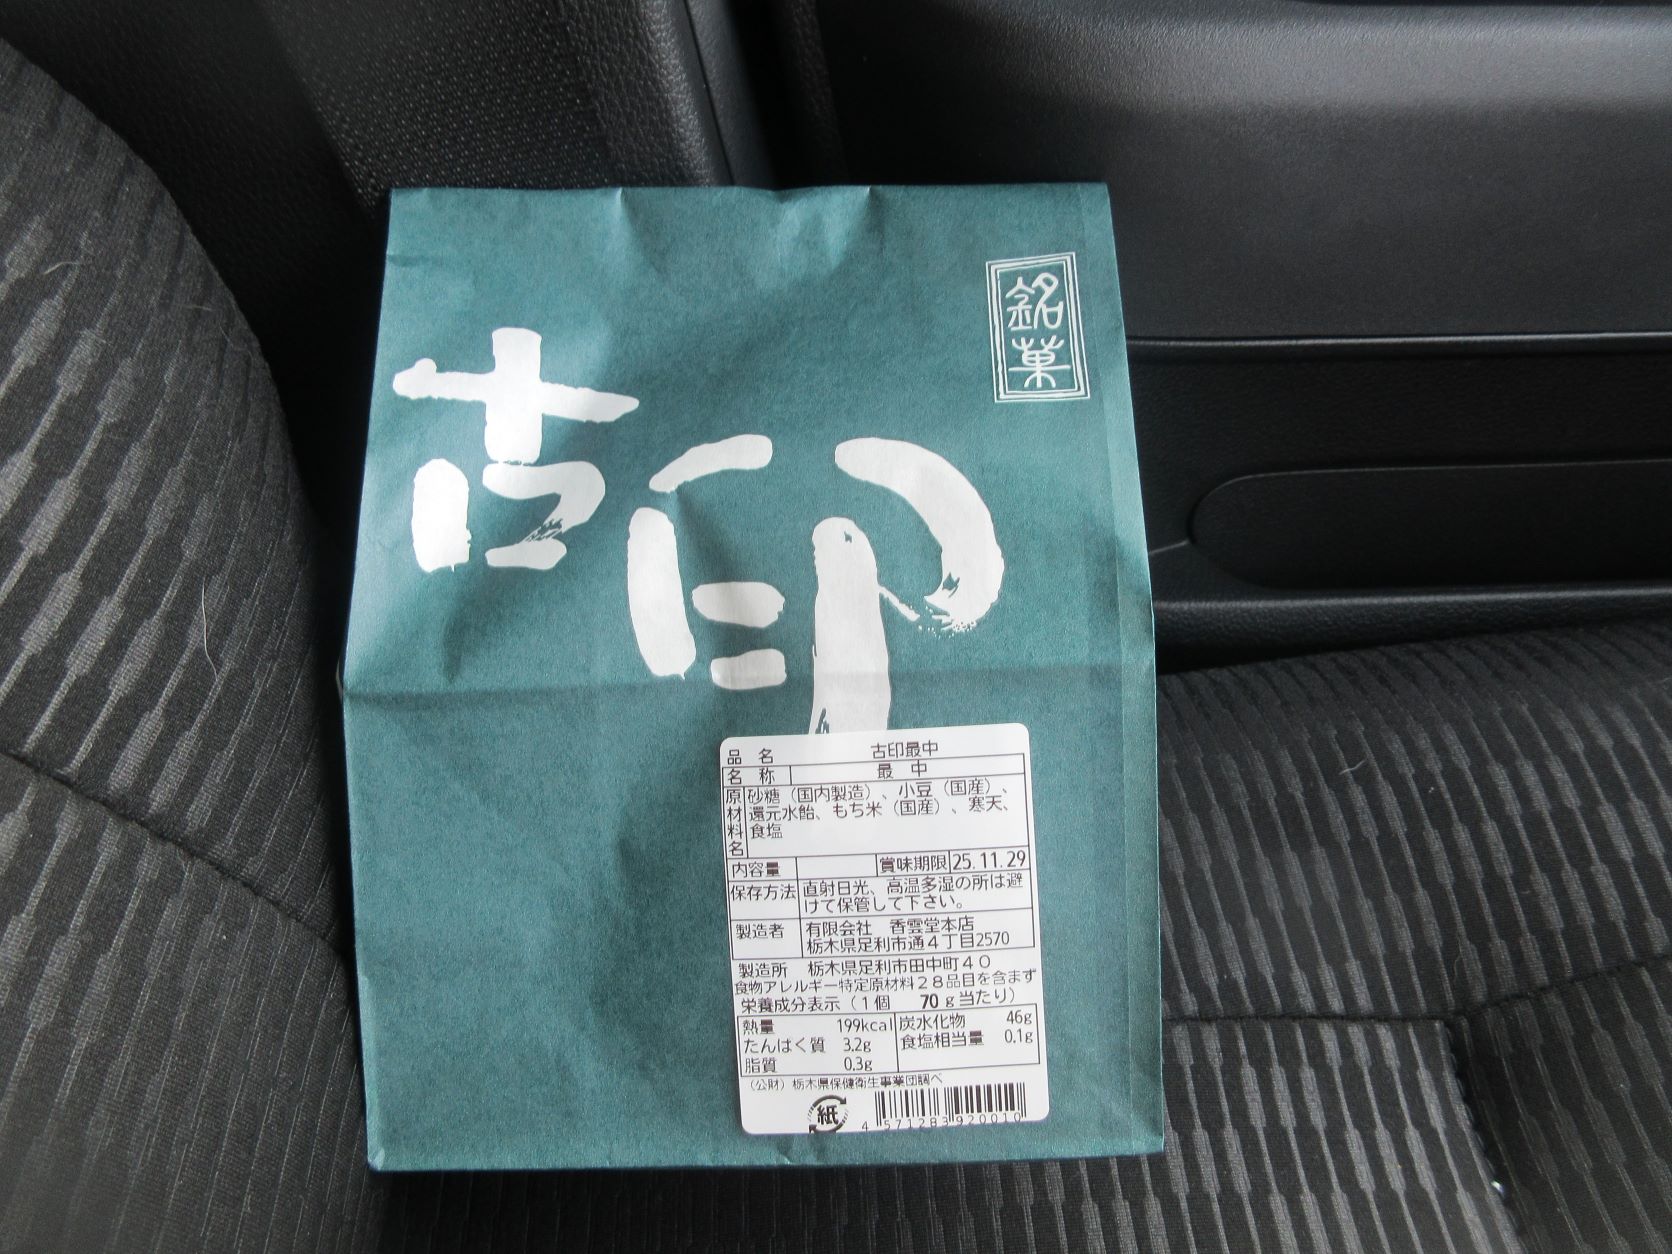 銘菓
古印
品名 古印最中
名称 最中
原材料名 砂糖（国内製造）、小豆（国産）、
還元水飴、もち米（国産）、寒天、
食塩
内容量 賞味期限 25.11.29
保存方法 直射日光、高温多湿の所は避
けて保管して下さい。
製造者 有限会社 香雲堂本店
栃木県足利市通４丁目2570
製造所 栃木県足利市田中町４０
食物アレルギー特定原材料２８品目を含まず
栄養成分表示（１個 70ｇ当たり）
熱量 199kcal 炭水化物 46g
たんぱく質 3.2g 食塩相当量 0.1g
脂質 0.3g
（公財）栃木県保健衛生事業団調べ
紙
4 571283 920010